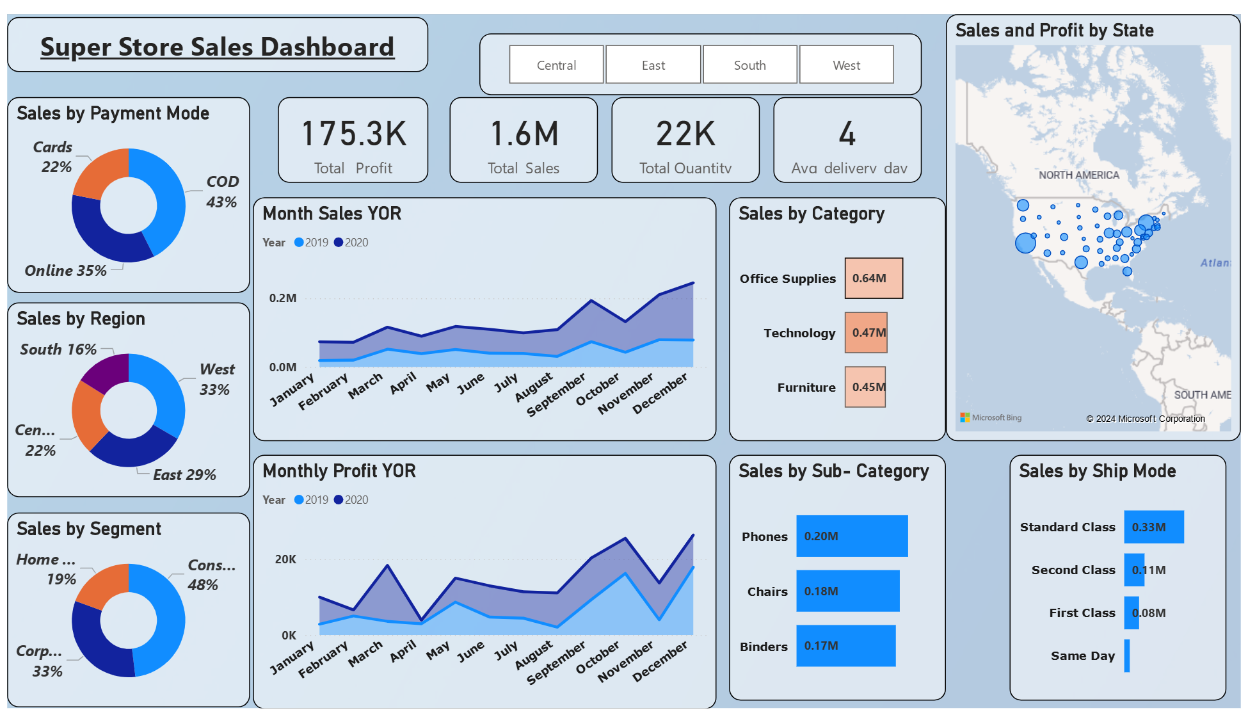 Super Store Sales Dashboard
Central
East
South
West
Sales and Profit by State
NORTH AMERICA
Atlan
SOUTH AME
Microsoft Bing
© 2024 Microsoft Corporation
175.3K
Total Profit
1.6M
Total Sales
22K
Total Quantity
4
Avg delivery day
Sales by Payment Mode
Cards
22%
COD
43%
Online 35%
Sales by Region
South 16%
West
33%
Cen...
22%
East 29%
Sales by Segment
Home ...
19%
Cons...
48%
Corp...
33%
Month Sales YOR
Year 2019 2020
0.2M
0.0M
January
February
March
April
May
June
July
August
September
October
November
December
Monthly Profit YOR
Year 2019 2020
20K
0K
January
February
March
April
May
June
July
August
September
October
November
December
Sales by Category
Office Supplies 0.64M
Technology 0.47M
Furniture 0.45M
Sales by Sub- Category
Phones 0.20M
Chairs 0.18M
Binders 0.17M
Sales by Ship Mode
Standard Class 0.33M
Second Class 0.11M
First Class 0.08M
Same Day